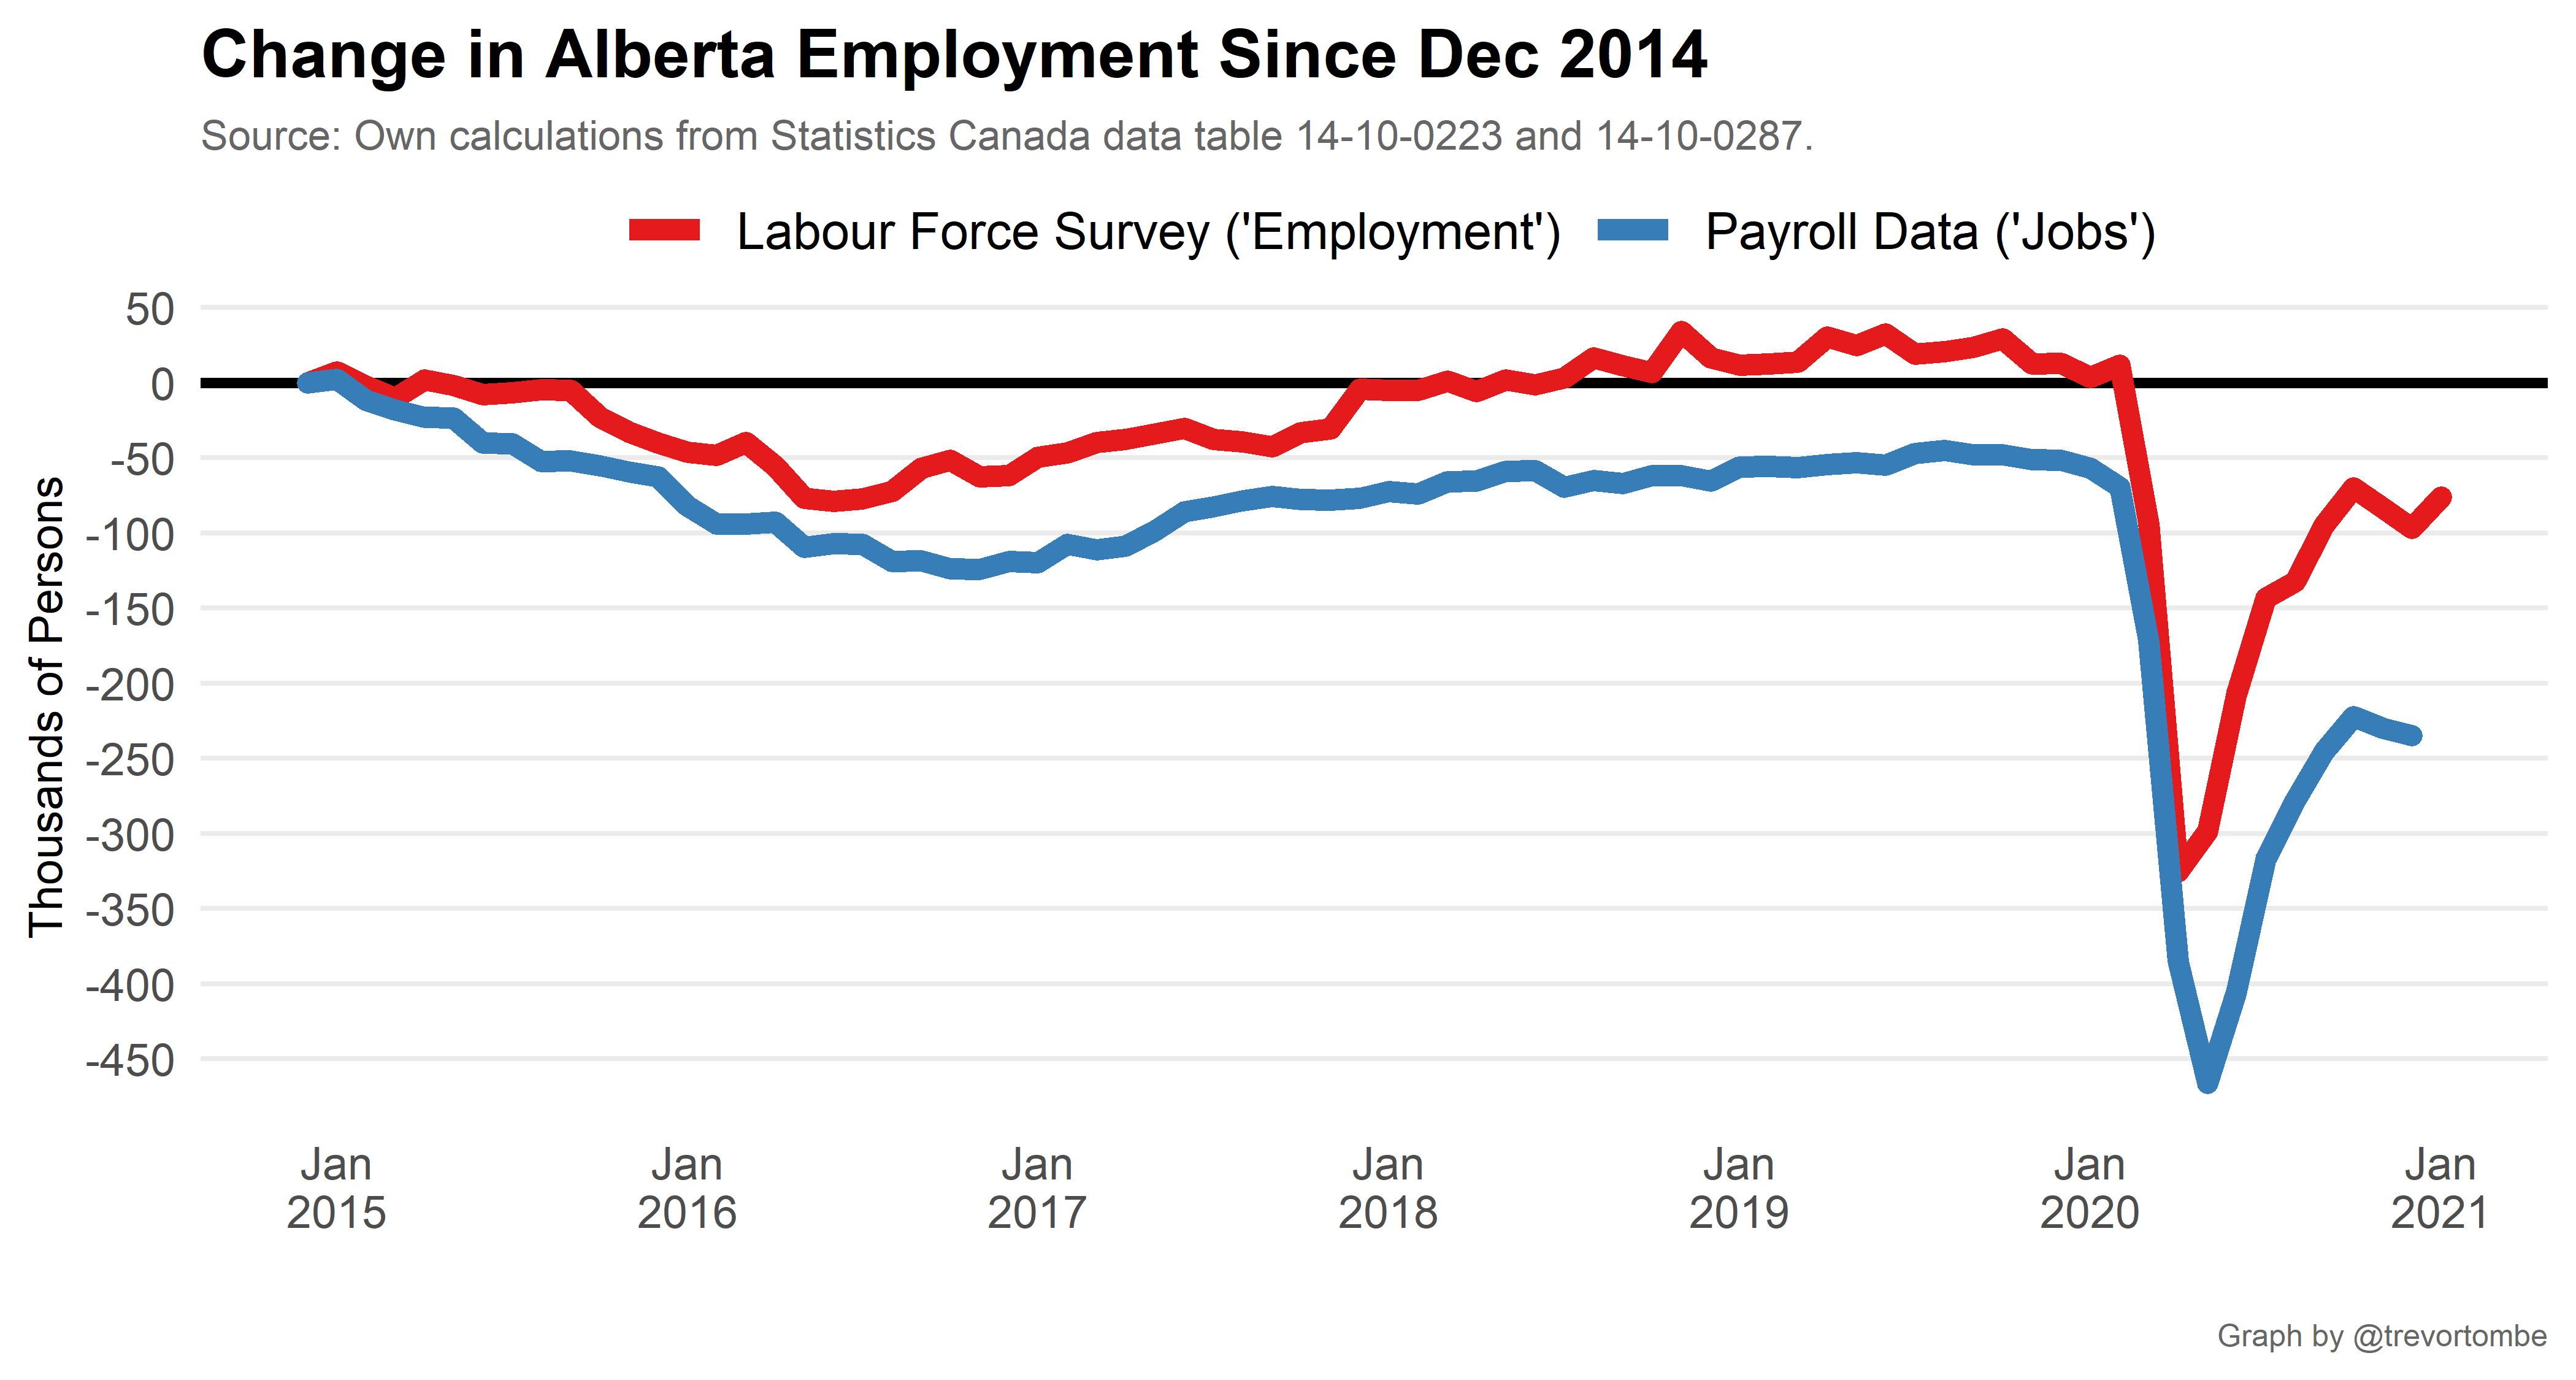 Change in Alberta Employment Since Dec 2014
Source: Own calculations from Statistics Canada data table 14-10-0223 and 14-10-0287.
Labour Force Survey ('Employment') Payroll Data ('Jobs')
Thousands of Persons
50
0
-50
-100
-150
-200
-250
-300
-350
-400
-450
Jan 2015
Jan 2016
Jan 2017
Jan 2018
Jan 2019
Jan 2020
Jan 2021
Graph by @trevortombe